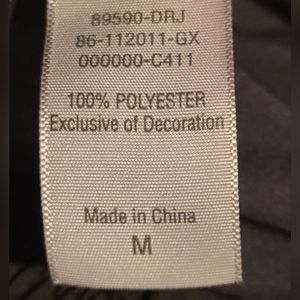 89590-DRJ
86-112011-GX
000000-C411
100% POLYESTER
Exclusive of Decoration
Made in China
M